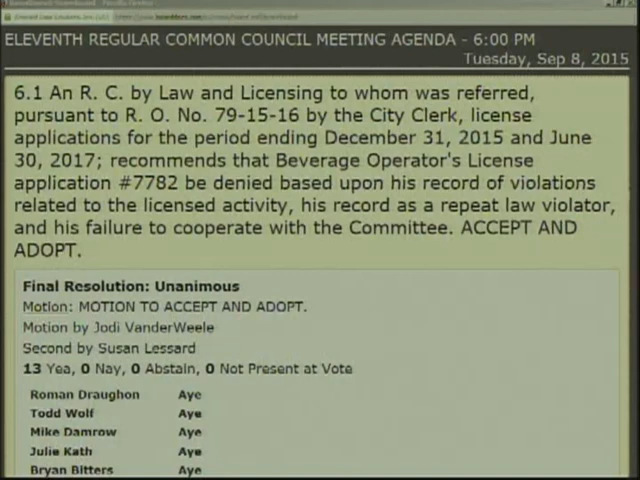 ELEVENTH REGULAR COMMON COUNCIL MEETING AGENDA - 6:00 PM
Tuesday, Sep 8, 2015
6.1 An R. C. by Law and Licensing to whom was referred,
pursuant to R. O. No. 79-15-16 by the City Clerk, license
applications for the period ending December 31, 2015 and June
30, 2017; recommends that Beverage Operator's License
application #7782 be denied based upon his record of violations
related to the licensed activity, his record as a repeat law violator,
and his failure to cooperate with the Committee. ACCEPT AND
ADOPT.
Final Resolution: Unanimous
Motion: MOTION TO ACCEPT AND ADOPT.
Motion by Jodi VanderWeele
Second by Susan Lessard
13 Yea, 0 Nay, 0 Abstain, 0 Not Present at Vote
Roman Draughon Aye
Todd Wolf Aye
Mike Damrow Aye
Julie Kath Aye
Bryan Bitters Aye